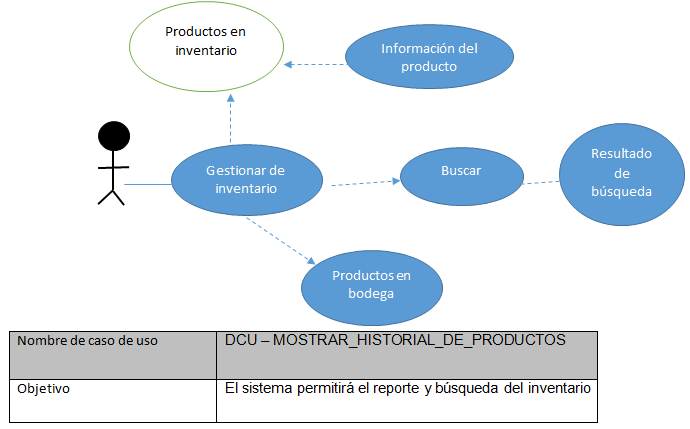 Productos en
inventario
Información del
producto
Gestionar de
inventario
Buscar
Resultado
de
búsqueda
Productos en
bodega
Nombre de caso de uso
DCU – MOSTRAR_HISTORIAL_DE_PRODUCTOS
Objetivo
El sistema permitirá el reporte y búsqueda del inventario